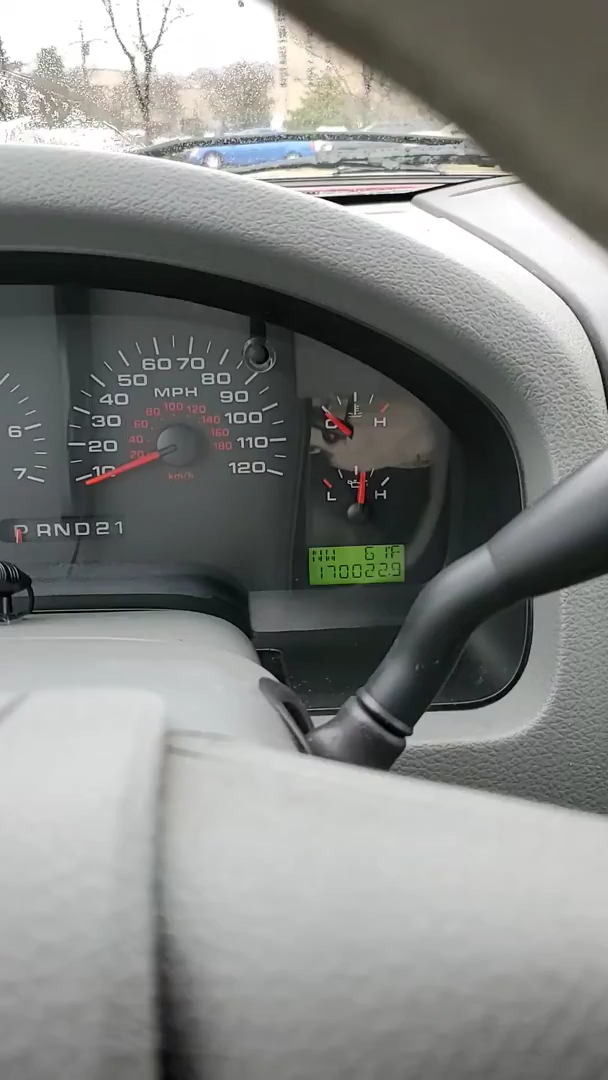 60 70
50 80
MPH
40 90
80 100 120
30 60 140 100
6
20 40 160 110
20 180
7 10 120
km/h
C H
L H
PRND21
NW 61°F
170022.9